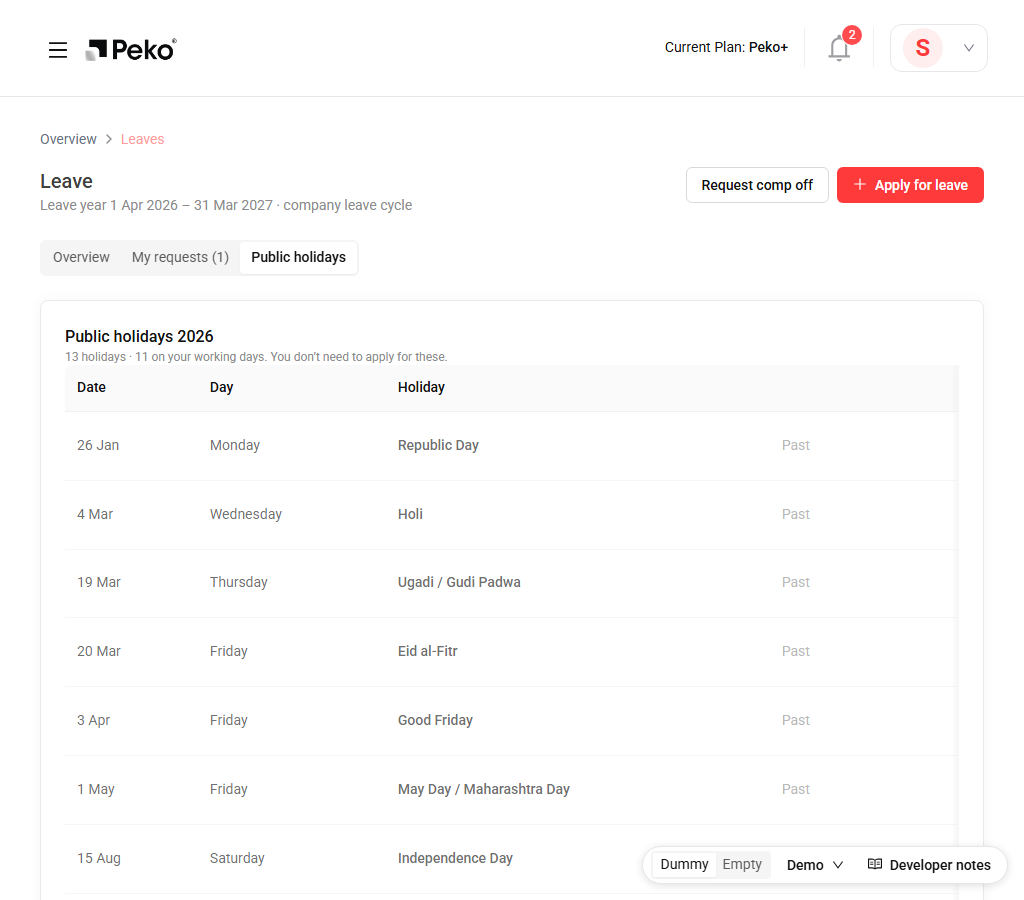 Peko
Current Plan: Peko+
2
S
Overview > Leaves
Leave
Leave year 1 Apr 2026 – 31 Mar 2027 · company leave cycle
Request comp off
+ Apply for leave
Overview My requests (1) Public holidays
Public holidays 2026
13 holidays · 11 on your working days. You don't need to apply for these.
Date Day Holiday
26 Jan Monday Republic Day Past
4 Mar Wednesday Holi Past
19 Mar Thursday Ugadi / Gudi Padwa Past
20 Mar Friday Eid al-Fitr Past
3 Apr Friday Good Friday Past
1 May Friday May Day / Maharashtra Day Past
15 Aug Saturday Independence Day
Dummy Empty Demo Developer notes